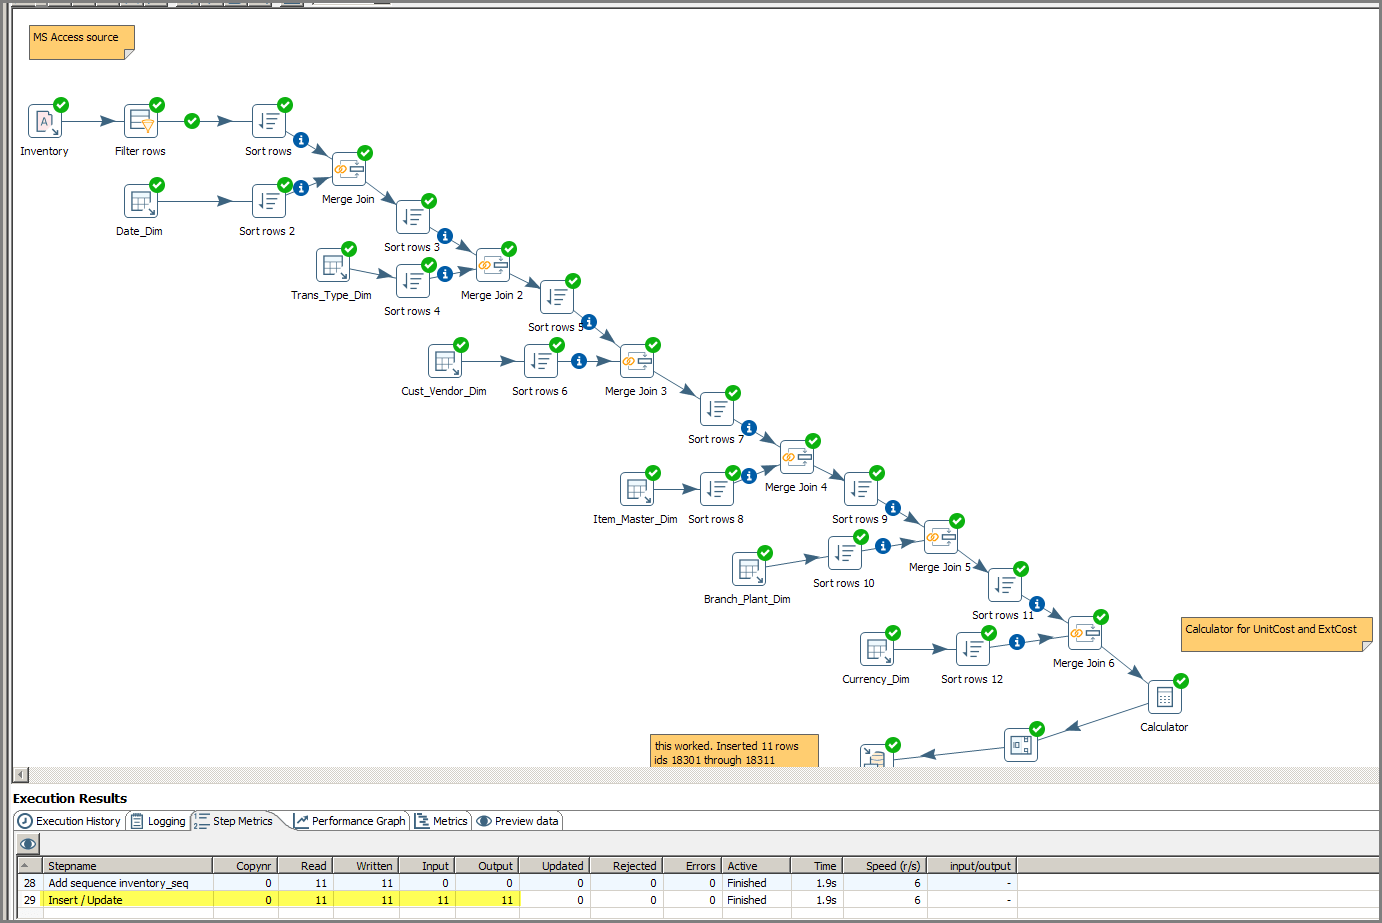 MS Access source
Inventory
Filter rows
Sort rows
Merge Join
Date_Dim
Sort rows 2
Sort rows 3
Trans_Type_Dim
Sort rows 4
Merge Join 2
Sort rows 5
Cust_Vendor_Dim
Sort rows 6
Merge Join 3
Sort rows 7
Item_Master_Dim
Sort rows 8
Merge Join 4
Sort rows 9
Branch_Plant_Dim
Sort rows 10
Merge Join 5
Sort rows 11
Calculator for UnitCost and ExtCost
Currency_Dim
Sort rows 12
Merge Join 6
Calculator
this worked. Inserted 11 rows
ids 18301 through 18311
Execution Results
Execution History Logging Step Metrics Performance Graph Metrics Preview data
Stepname Copynr Read Written Input Output Updated Rejected Errors Active Time Speed (r/s) input/output
28 Add sequence inventory_seq 0 11 11 0 0 0 0 0 Finished 1.9s 6 -
29 Insert / Update 0 11 11 11 11 0 0 0 Finished 1.9s 6 -